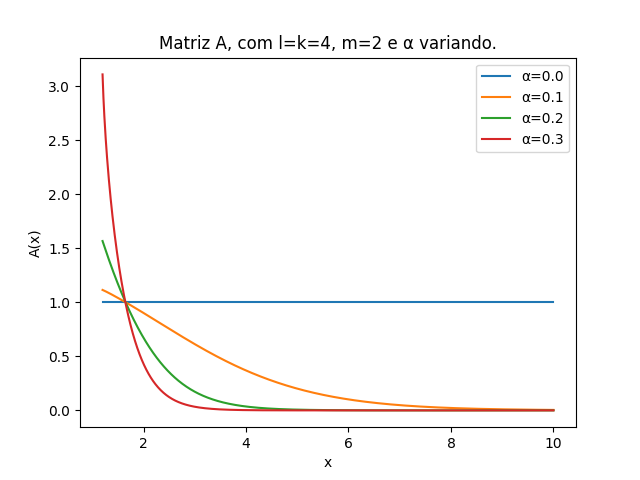 Matriz A, com l=k=4, m=2 e α variando.
α=0.0
α=0.1
α=0.2
α=0.3
A(x)
3.0
2.5
2.0
1.5
1.0
0.5
0.0
2 4 6 8 10
x